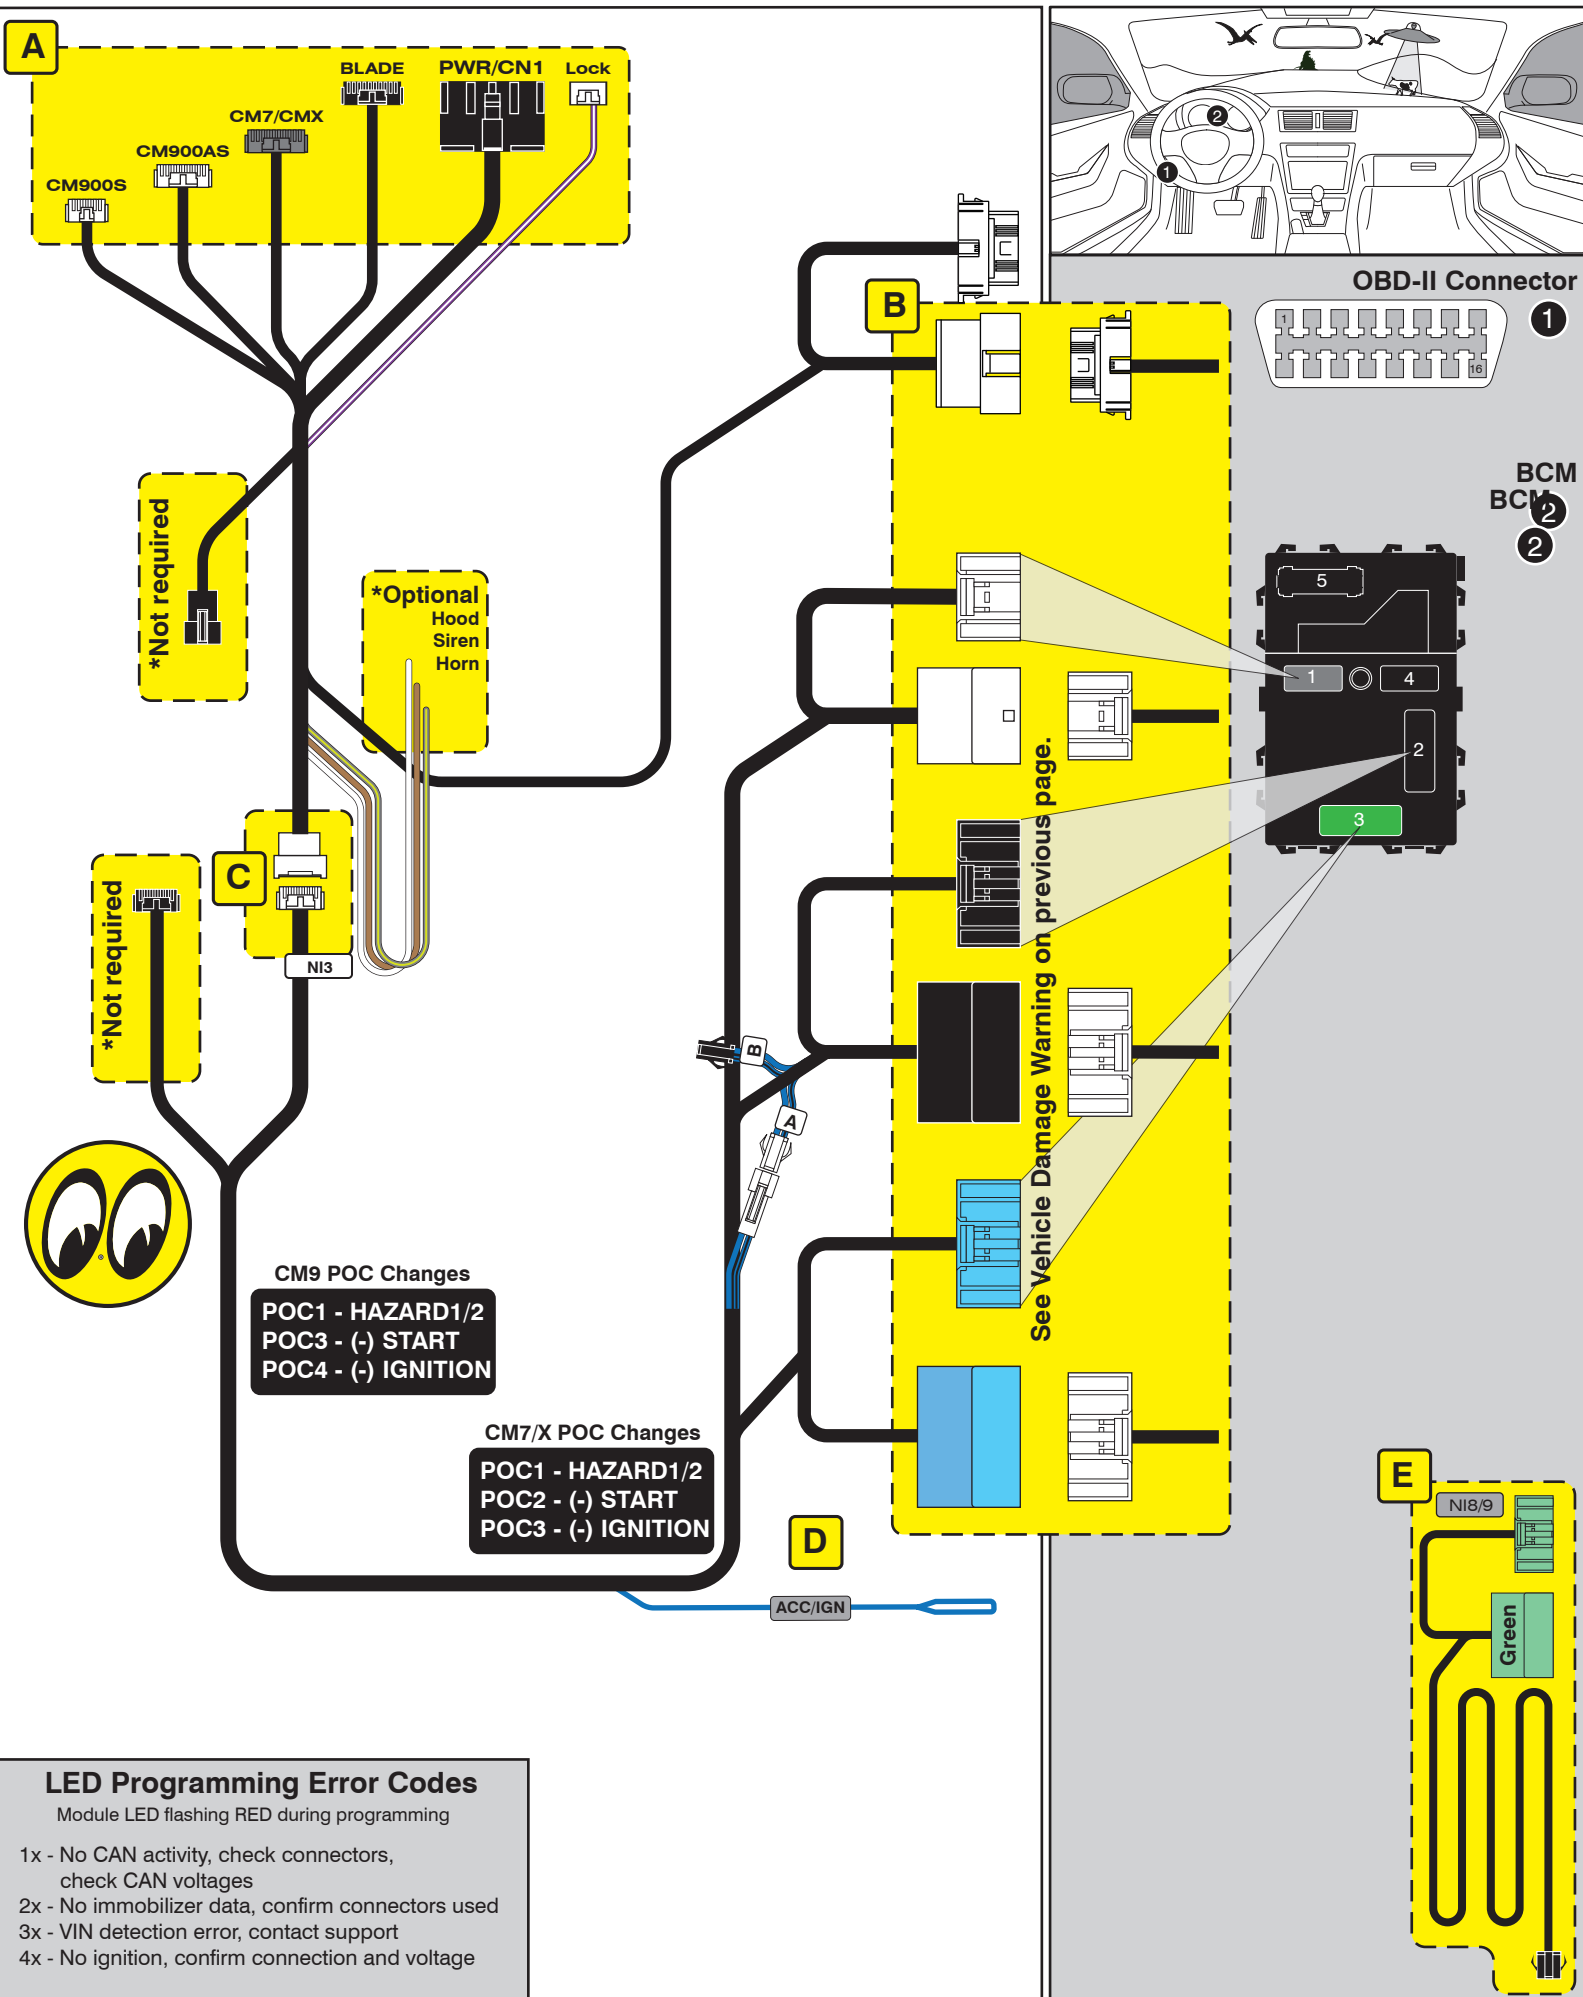 A
BLADE
PWR/CN1
Lock
CM7/CMX
CM900AS
CM900S
2
1
OBD-II Connector
1
1
16
B
BCM
BCM
2
2
*Not required
*Optional
Hood
Siren
Horn
5
1
4
2
3
See Vehicle Damage Warning on previous page.
C
*Not required
NI3
B
A
CM9 POC Changes
POC1 - HAZARD1/2
POC3 - (-) START
POC4 - (-) IGNITION
CM7/X POC Changes
POC1 - HAZARD1/2
POC2 - (-) START
POC3 - (-) IGNITION
D
ACC/IGN
E
NI8/9
Green
LED Programming Error Codes
Module LED flashing RED during programming
1x - No CAN activity, check connectors,
check CAN voltages
2x - No immobilizer data, confirm connectors used
3x - VIN detection error, contact support
4x - No ignition, confirm connection and voltage